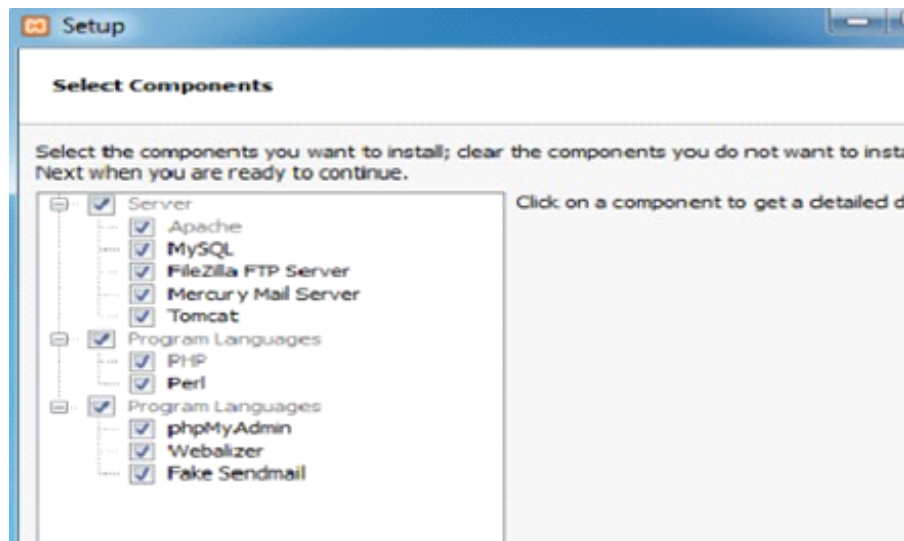 Setup
Select Components
Select the components you want to install; clear the components you do not want to insta
Next when you are ready to continue.
Server
Click on a component to get a detailed d
Apache
MySQL
FileZilla FTP Server
Mercury Mail Server
Tomcat
Program Languages
PHP
Perl
Program Languages
phpMyAdmin
Webalizer
Fake Sendmail